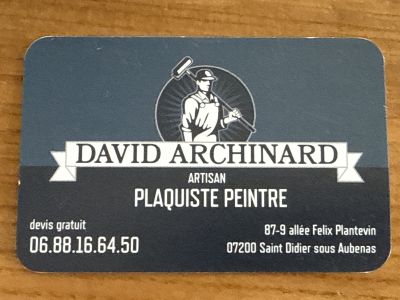 DAVID ARCHINARD
ARTISAN
PLAQUISTE PEINTRE
devis gratuit
06.88.16.64.50
87-9 allée Felix Plantevin
07200 Saint Didier sous Aubenas